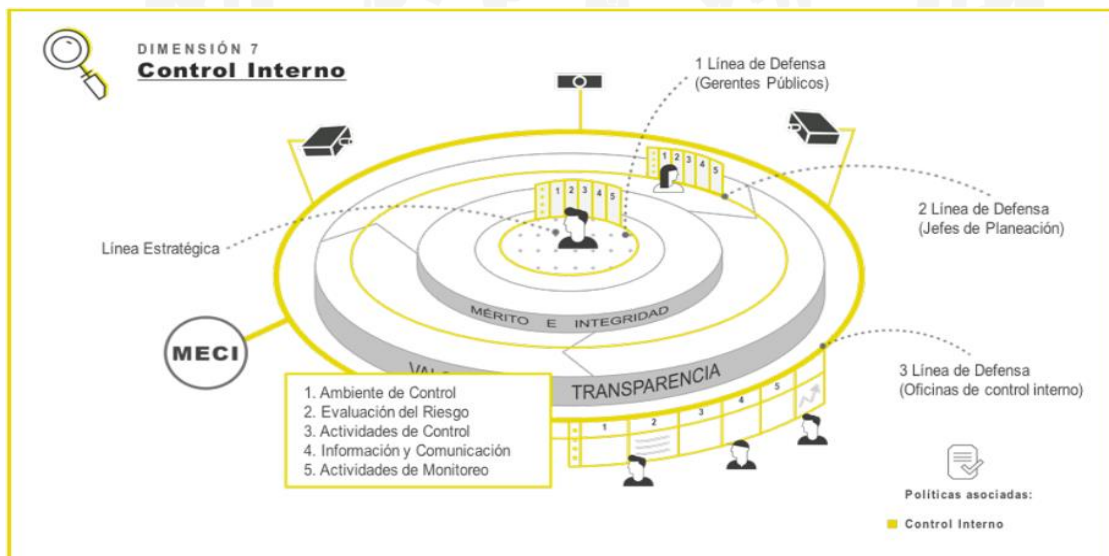 DIMENSIÓN 7
Control Interno
1 Línea de Defensa
(Gerentes Públicos)
1 2 3 4 5
1 2 3 4 5
2 Línea de Defensa
(Jefes de Planeación)
Línea Estratégica
MÉRITO E INTEGRIDAD
MECI
TRANSPARENCIA
3 Línea de Defensa
(Oficinas de control interno)
1. Ambiente de Control
2. Evaluación del Riesgo
3. Actividades de Control
4. Información y Comunicación
5. Actividades de Monitoreo
1 2 3 4 5
Políticas asociadas:
Control Interno